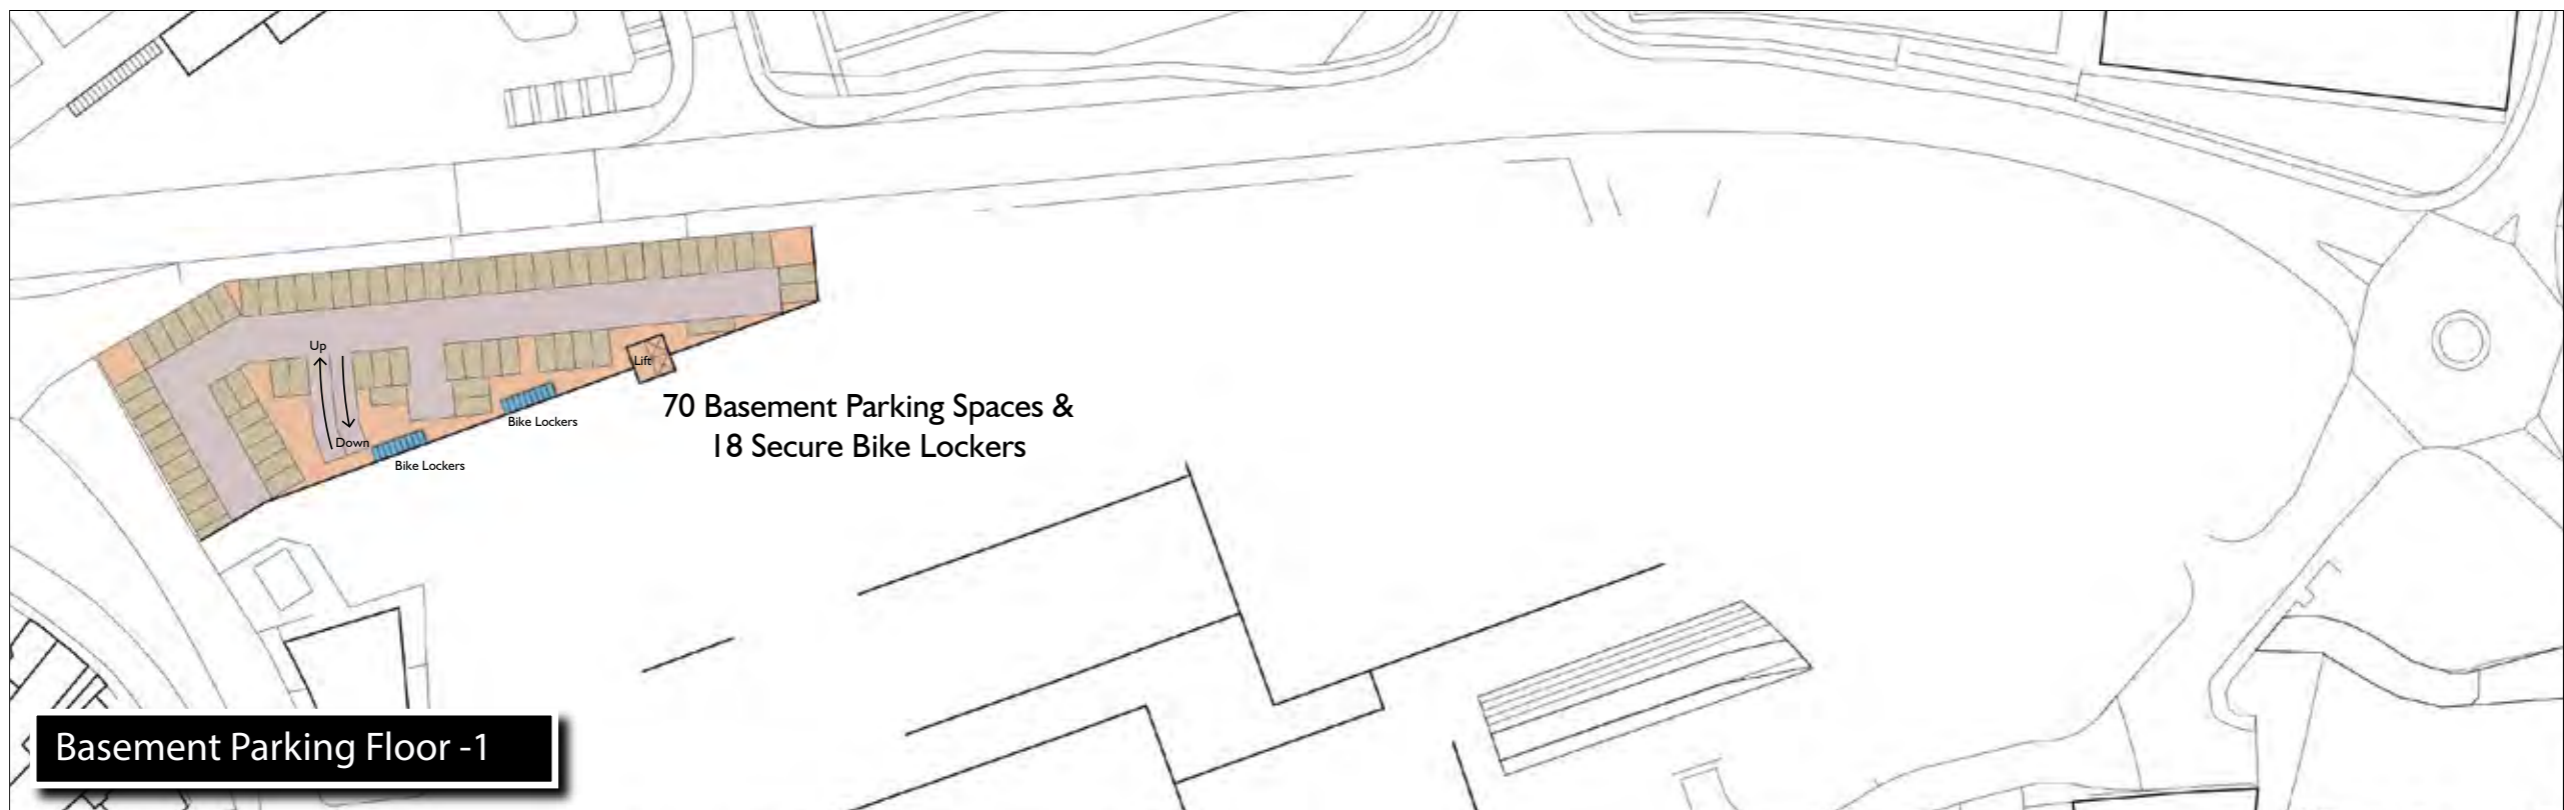 Up
Lift
Down
Bike Lockers
Bike Lockers
70 Basement Parking Spaces &
18 Secure Bike Lockers
Basement Parking Floor -1